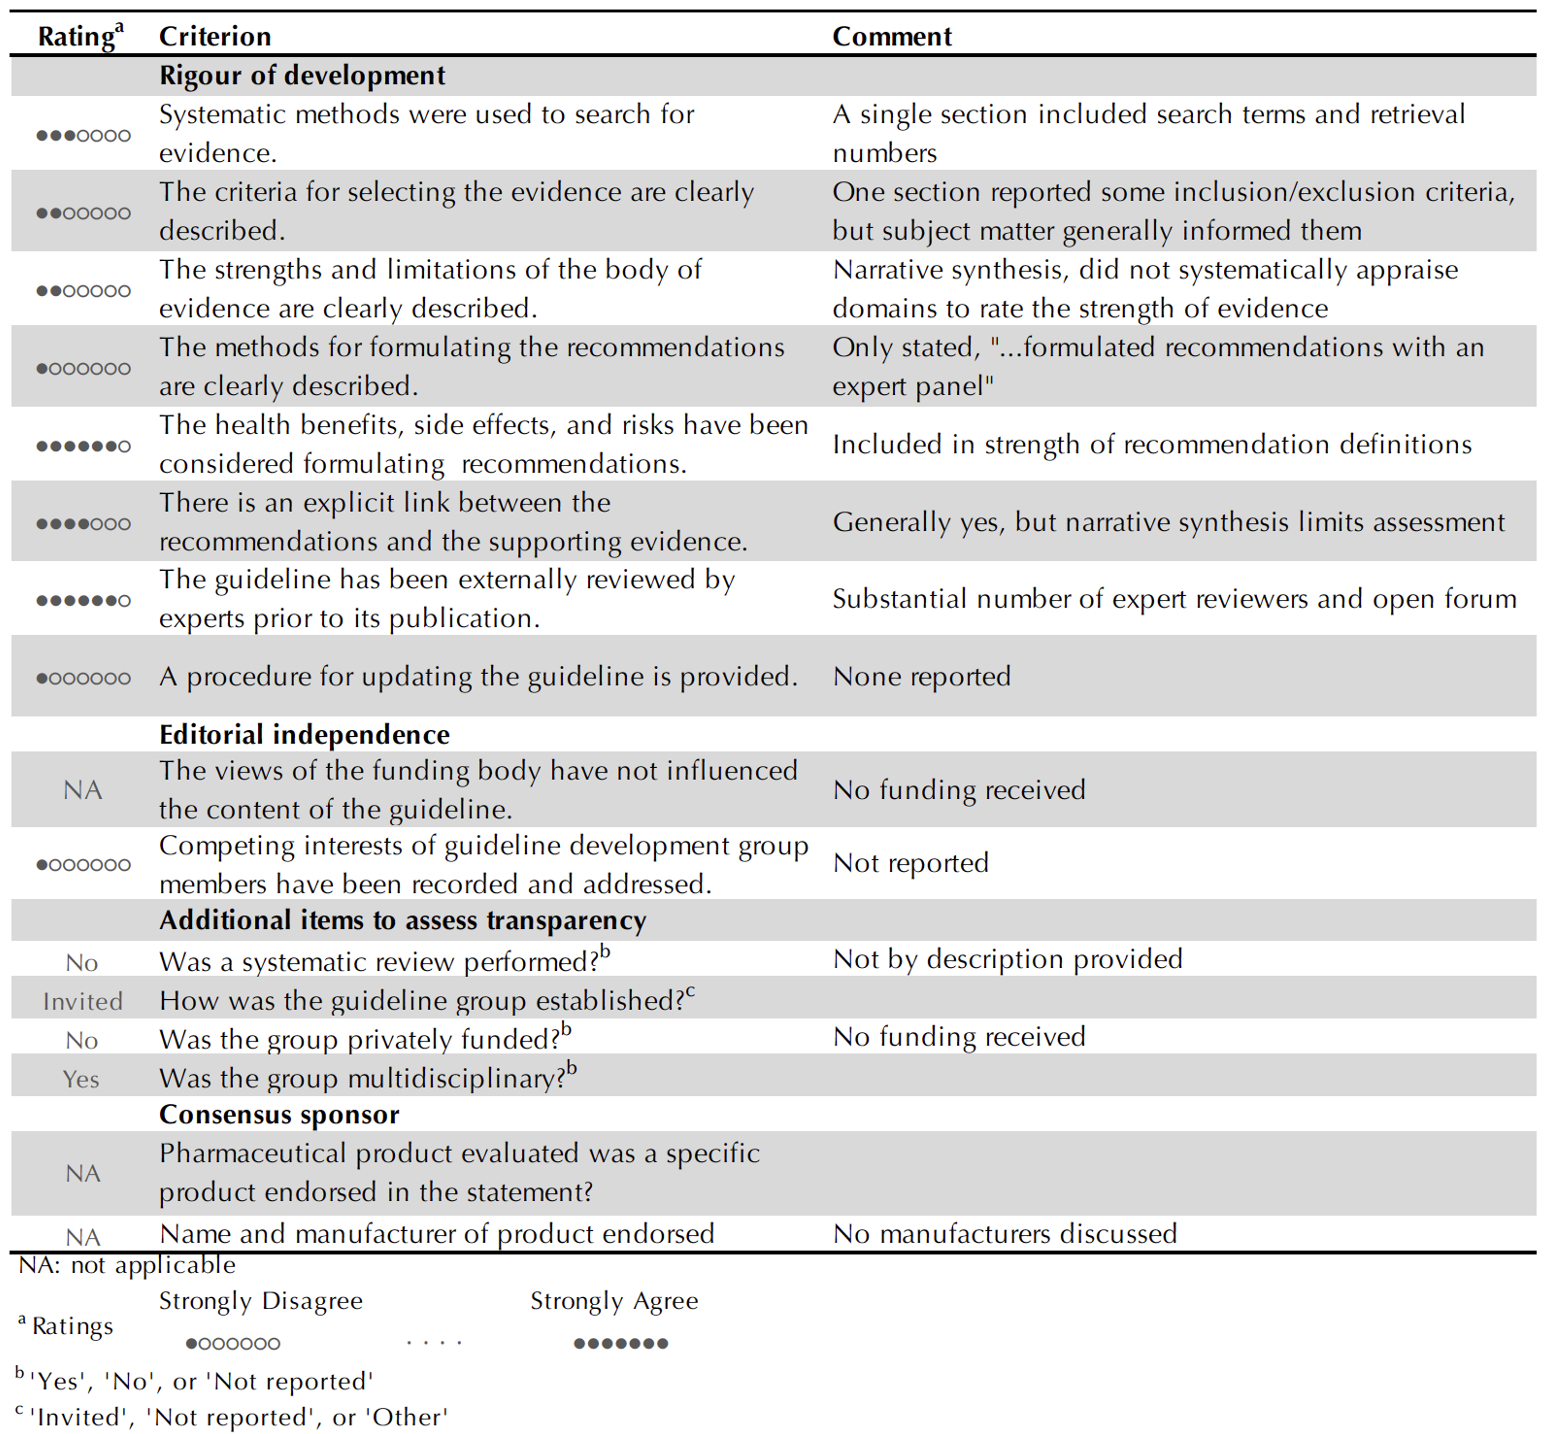 Ratingᵃ Criterion Comment
Rigour of development
●●●○○○○ Systematic methods were used to search for A single section included search terms and retrieval
evidence. numbers
●●○○○○○ The criteria for selecting the evidence are clearly One section reported some inclusion/exclusion criteria,
described. but subject matter generally informed them
●●○○○○○ The strengths and limitations of the body of Narrative synthesis, did not systematically appraise
evidence are clearly described. domains to rate the strength of evidence
●○○○○○○ The methods for formulating the recommendations Only stated, "...formulated recommendations with an
are clearly described. expert panel"
●●●●●●○ The health benefits, side effects, and risks have been Included in strength of recommendation definitions
considered formulating recommendations.
●●●●○○○ There is an explicit link between the Generally yes, but narrative synthesis limits assessment
recommendations and the supporting evidence.
●●●●●●○ The guideline has been externally reviewed by Substantial number of expert reviewers and open forum
experts prior to its publication.
●○○○○○○ A procedure for updating the guideline is provided. None reported
Editorial independence
NA The views of the funding body have not influenced No funding received
the content of the guideline.
●○○○○○○ Competing interests of guideline development group Not reported
members have been recorded and addressed.
Additional items to assess transparency
No Was a systematic review performed?ᵇ Not by description provided
Invited How was the guideline group established?ᶜ
No Was the group privately funded?ᵇ No funding received
Yes Was the group multidisciplinary?ᵇ
Consensus sponsor
NA Pharmaceutical product evaluated was a specific
product endorsed in the statement?
NA Name and manufacturer of product endorsed No manufacturers discussed
NA: not applicable
Strongly Disagree Strongly Agree
ᵃ Ratings ●○○○○○○ . . . . ●●●●●●●
ᵇ 'Yes', 'No', or 'Not reported'
ᶜ 'Invited', 'Not reported', or 'Other'